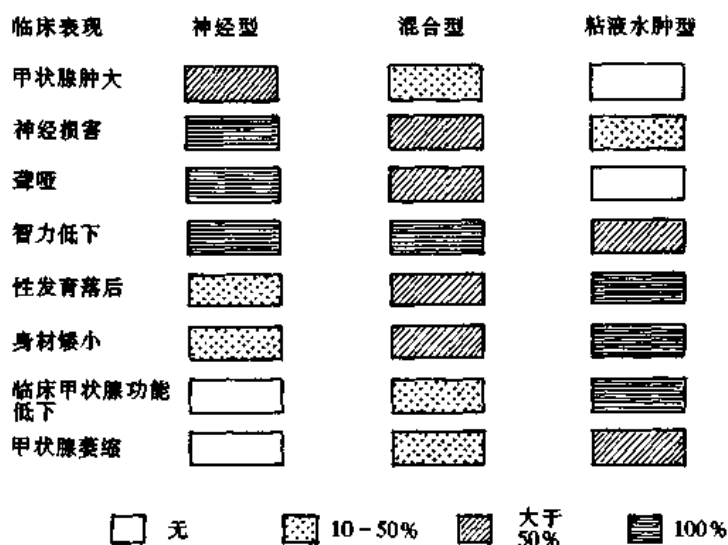 临床表现 神经型 混合型 粘液水肿型
甲状腺肿大
神经损害
聋哑
智力低下
性发育落后
身材矮小
临床甲状腺功能
低下
甲状腺萎缩
无 10-50% 大于 100%
50%